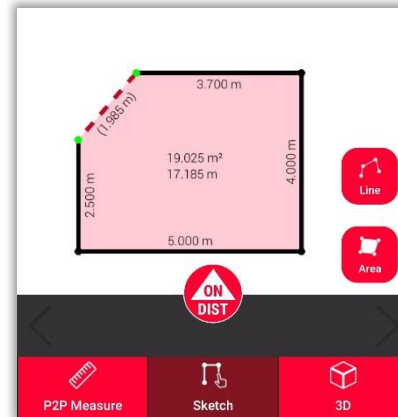 3.700 m
(1.985 m)
19.025 m²
17.185 m
4.000 m
2.500 m
5.000 m
Line
Area
ON
DIST
P2P Measure
Sketch
3D